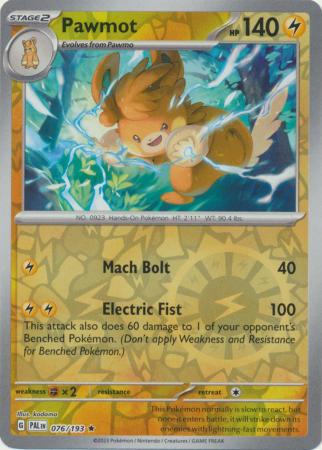 STAGE2 Pawmot HP 140
Evolves from Pawmo
NO. 0923. Hands-On Pokémon HT. 2'11" WT. 90.4 lbs.
Mach Bolt 40
Electric Fist 100
This attack also does 60 damage to 1 of your opponent's
Benched Pokémon. (Don't apply Weakness and Resistance
for Benched Pokémon.)
weakness ×2 resistance retreat
Illus. kodama
G PAL EN 076/193 ★
This Pokémon normally is slow to react, but
once it enters battle, it will strike down its
enemies with lightning-fast movements.
©2023 Pokémon / Nintendo / Creatures / GAME FREAK